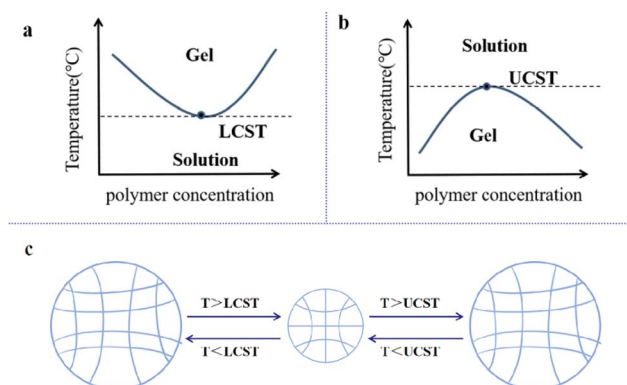 a
Temperature(℃)
Gel
LCST
Solution
polymer concentration
b
Temperature(℃)
Solution
UCST
Gel
polymer concentration
c
T＞LCST
T＜LCST
T＞UCST
T＜UCST